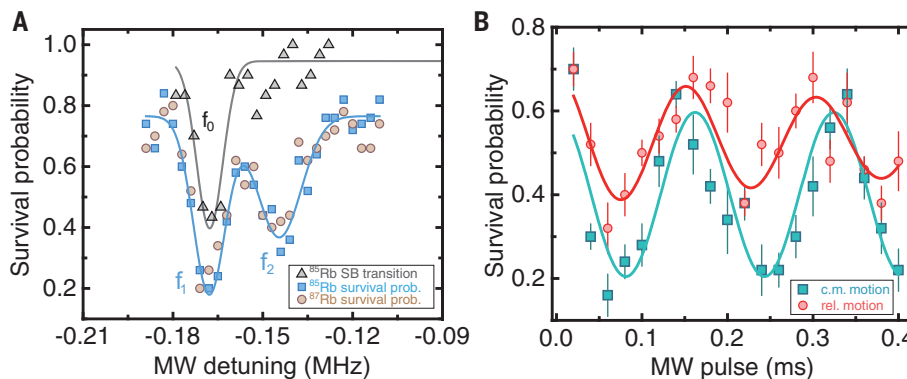 A
Survival probability
1.0
0.8
0.6
0.4
0.2
f0
f1
f2
85Rb SB transition
85Rb survival prob.
87Rb survival prob.
-0.21 -0.18 -0.15 -0.12 -0.09
MW detuning (MHz)
B
Survival probability
0.8
0.6
0.4
0.2
c.m. motion
rel. motion
0.0 0.1 0.2 0.3 0.4
MW pulse (ms)